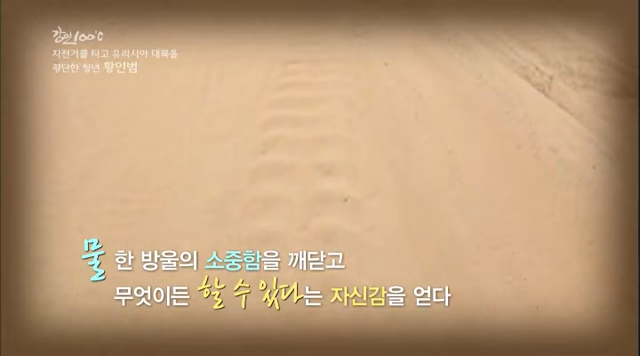 강연100°C
자전거를 타고 유라시아 대륙을
횡단한 청년 황인범
물 한 방울의 소중함을 깨닫고
무엇이든 할 수 있다는 자신감을 얻다